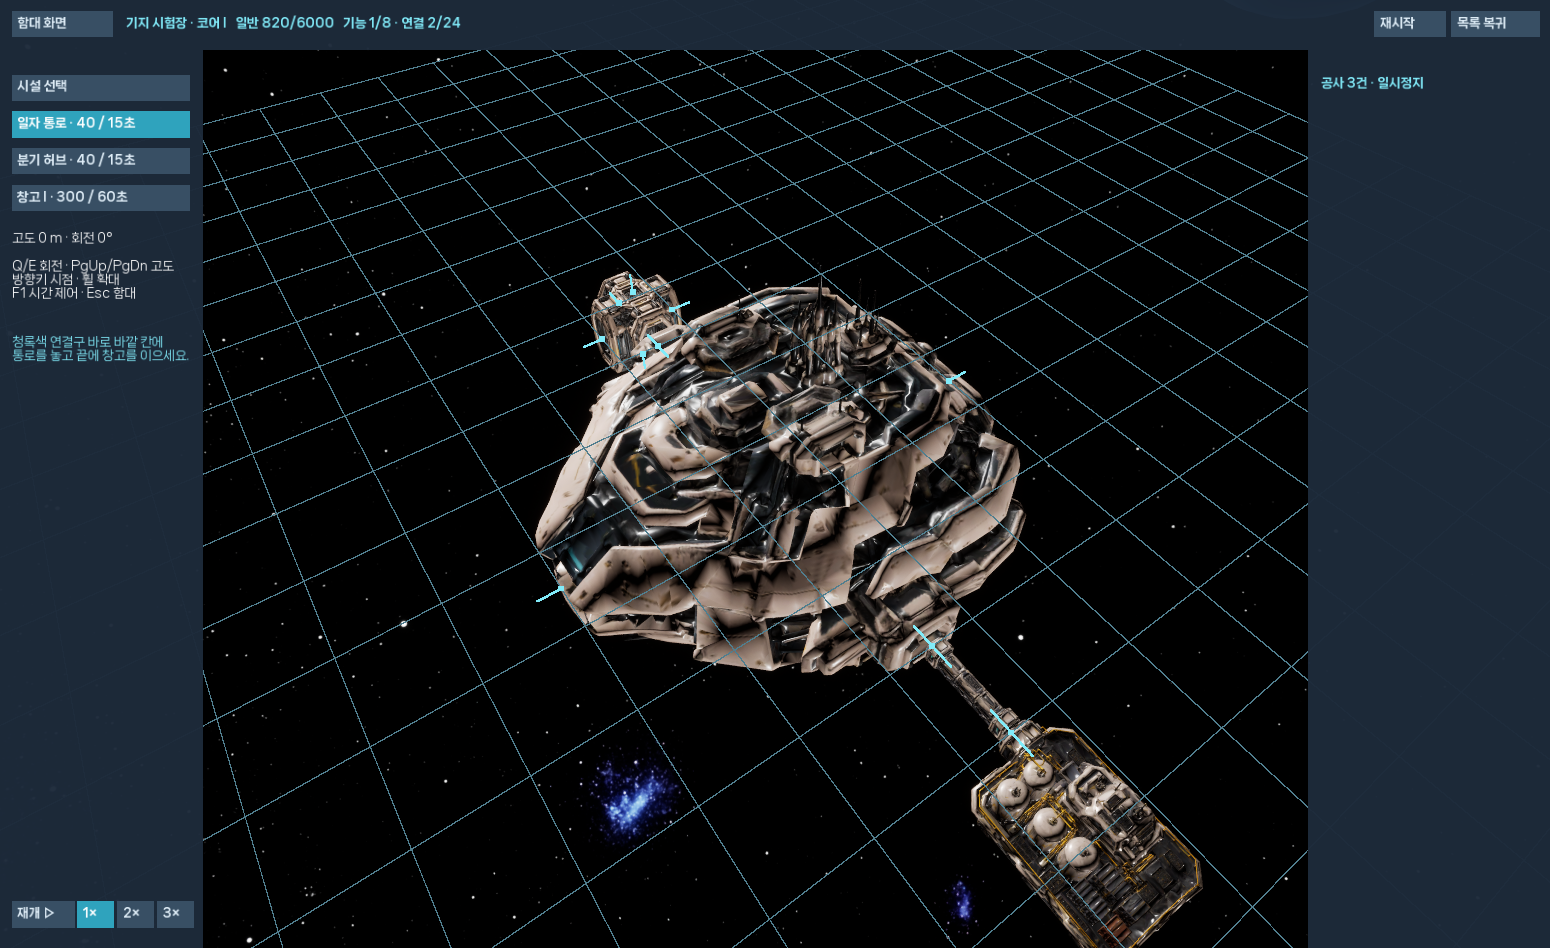 함대 화면
기지 시험장 · 코어 I 일반 820/6000 기능 1/8 · 연결 2/24
재시작
목록 복귀
시설 선택
일자 통로 · 40 / 15초
분기 허브 · 40 / 15초
창고 I · 300 / 60초
고도 0 m · 회전 0°
Q/E 회전 · PgUp/PgDn 고도
방향키 시점 · 휠 확대
F1 시간 제어 · Esc 함대
청록색 연결구 바로 바깥 칸에
통로를 놓고 끝에 창고를 이으세요.
공사 3건 · 일시정지
재개 ▷
1×
2×
3×